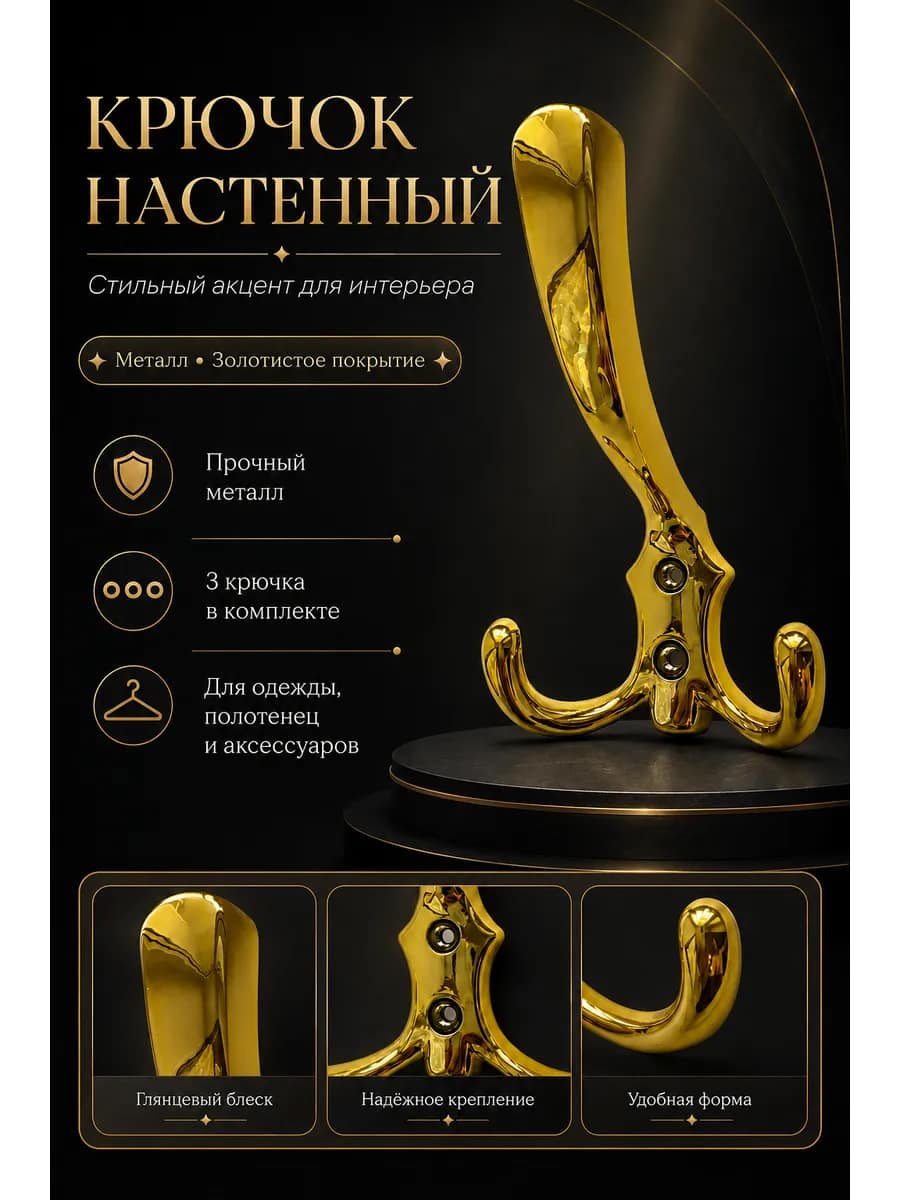 КРЮЧОК
НАСТЕННЫЙ
Стильный акцент для интерьера
Металл • Золотистое покрытие
Прочный
металл
3 крючка
в комплекте
Для одежды,
полотенец
и аксессуаров
Глянцевый блеск
Надёжное крепление
Удобная форма